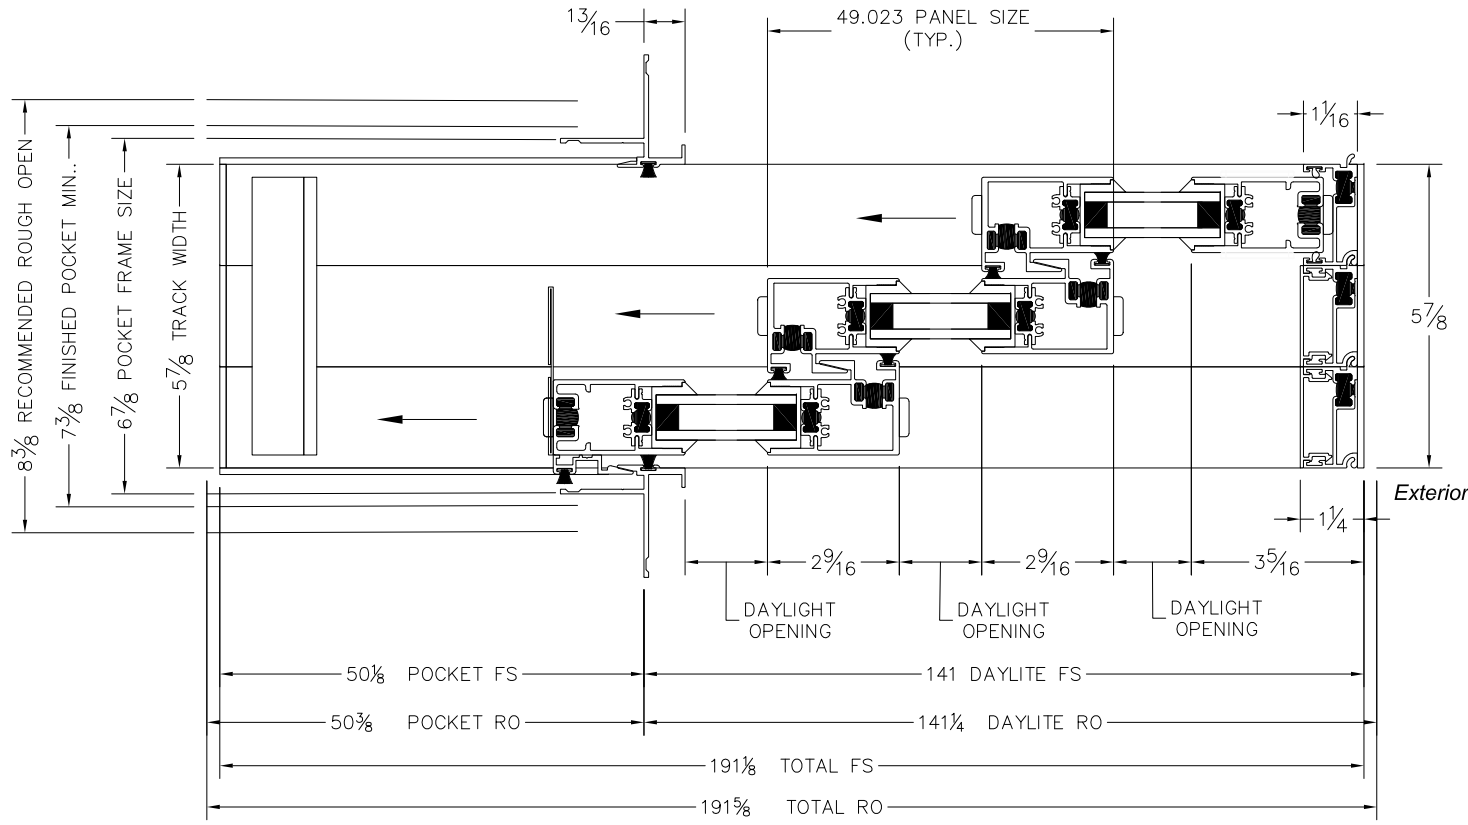 13/16
49.023 PANEL SIZE
(TYP.)
1 1/16
8 3/8 RECOMMENDED ROUGH OPEN
7 3/8 FINISHED POCKET MIN..
6 7/8 POCKET FRAME SIZE
5 7/8 TRACK WIDTH
5 7/8
Exterior
1 1/4
2 9/16
2 9/16
3 5/16
DAYLIGHT
OPENING
DAYLIGHT
OPENING
DAYLIGHT
OPENING
50 1/8 POCKET FS
141 DAYLITE FS
50 3/8 POCKET RO
141 1/4 DAYLITE RO
191 1/8 TOTAL FS
191 5/8 TOTAL RO